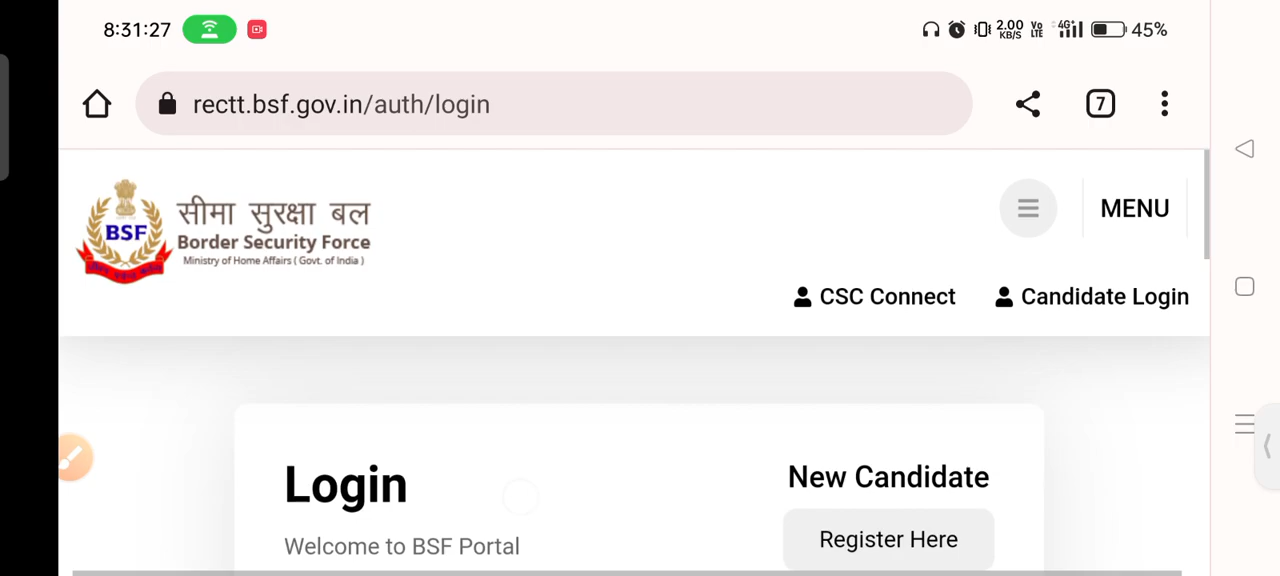 8:31:27 2.00 KB/S Vo LTE 4G+ 45%
rectt.bsf.gov.in/auth/login 7
सीमा सुरक्षा बल
BSF
Border Security Force
Ministry of Home Affairs ( Govt. of India )
MENU
CSC Connect Candidate Login
Login
New Candidate
Welcome to BSF Portal
Register Here